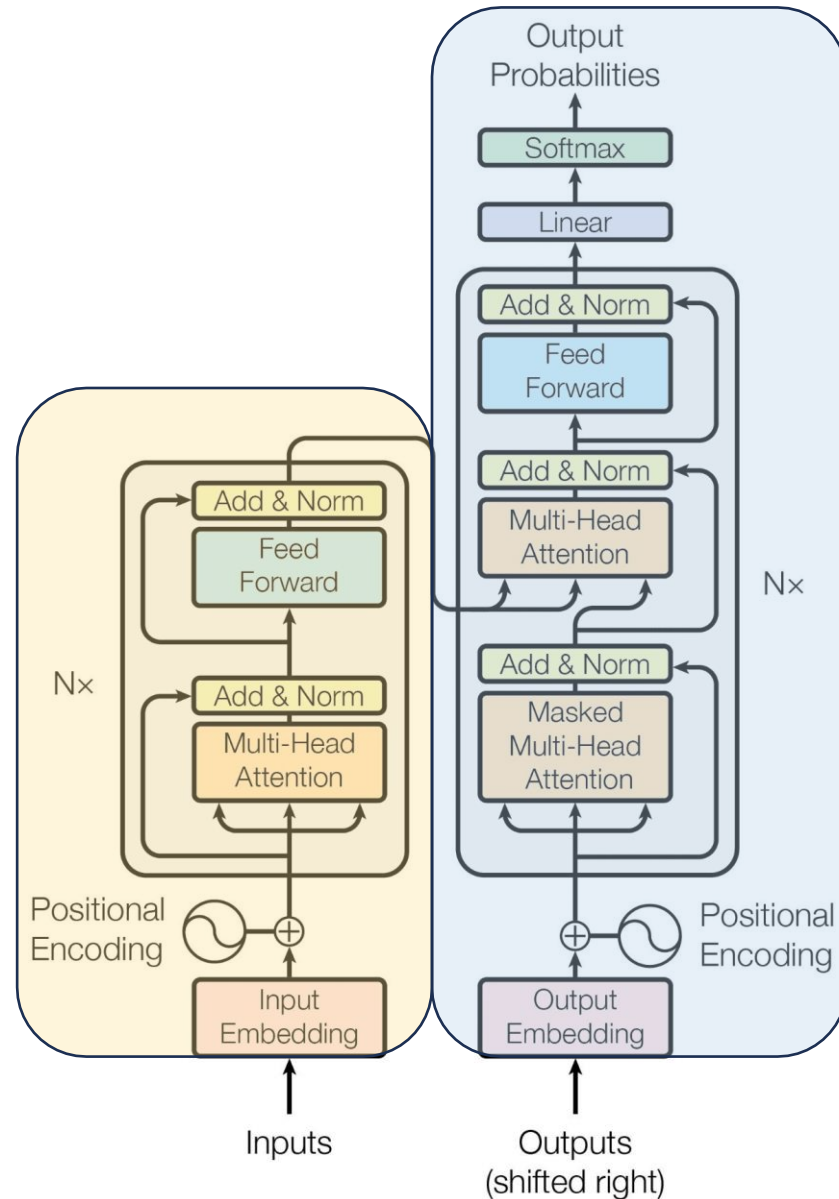 Output
Probabilities
Softmax
Linear
Add & Norm
Feed
Forward
Add & Norm
Multi-Head
Attention
Add & Norm
Masked
Multi-Head
Attention
Nx
Positional
Encoding
Output
Embedding
Outputs
(shifted right)
Add & Norm
Feed
Forward
Add & Norm
Multi-Head
Attention
Nx
Positional
Encoding
Input
Embedding
Inputs